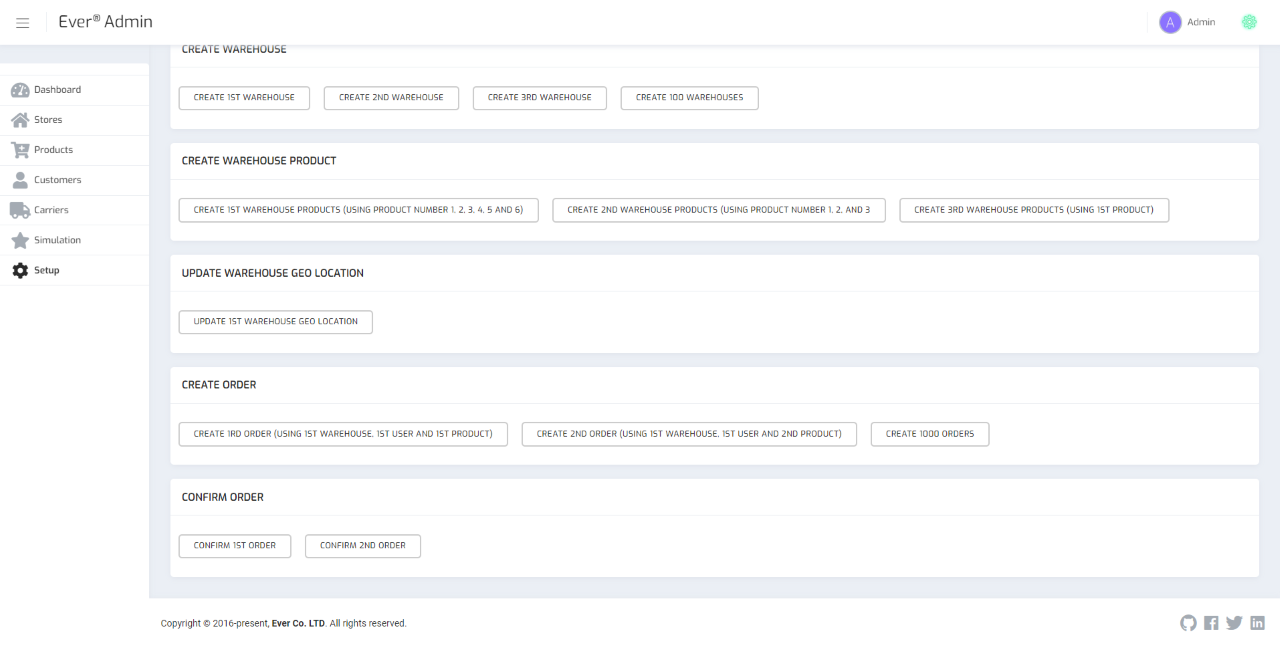 Ever® Admin
A Admin
Dashboard
Stores
Products
Customers
Carriers
Simulation
Setup
CREATE WAREHOUSE
CREATE 1ST WAREHOUSE CREATE 2ND WAREHOUSE CREATE 3RD WAREHOUSE CREATE 100 WAREHOUSES
CREATE WAREHOUSE PRODUCT
CREATE 1ST WAREHOUSE PRODUCTS (USING PRODUCT NUMBER 1, 2, 3, 4, 5 AND 6) CREATE 2ND WAREHOUSE PRODUCTS (USING PRODUCT NUMBER 1, 2, AND 3 CREATE 3RD WAREHOUSE PRODUCTS (USING 1ST PRODUCT)
UPDATE WAREHOUSE GEO LOCATION
UPDATE 1ST WAREHOUSE GEO LOCATION
CREATE ORDER
CREATE 1RD ORDER (USING 1ST WAREHOUSE, 1ST USER AND 1ST PRODUCT) CREATE 2ND ORDER (USING 1ST WAREHOUSE, 1ST USER AND 2ND PRODUCT) CREATE 1000 ORDERS
CONFIRM ORDER
CONFIRM 1ST ORDER CONFIRM 2ND ORDER
Copyright © 2016-present, Ever Co. LTD. All rights reserved.